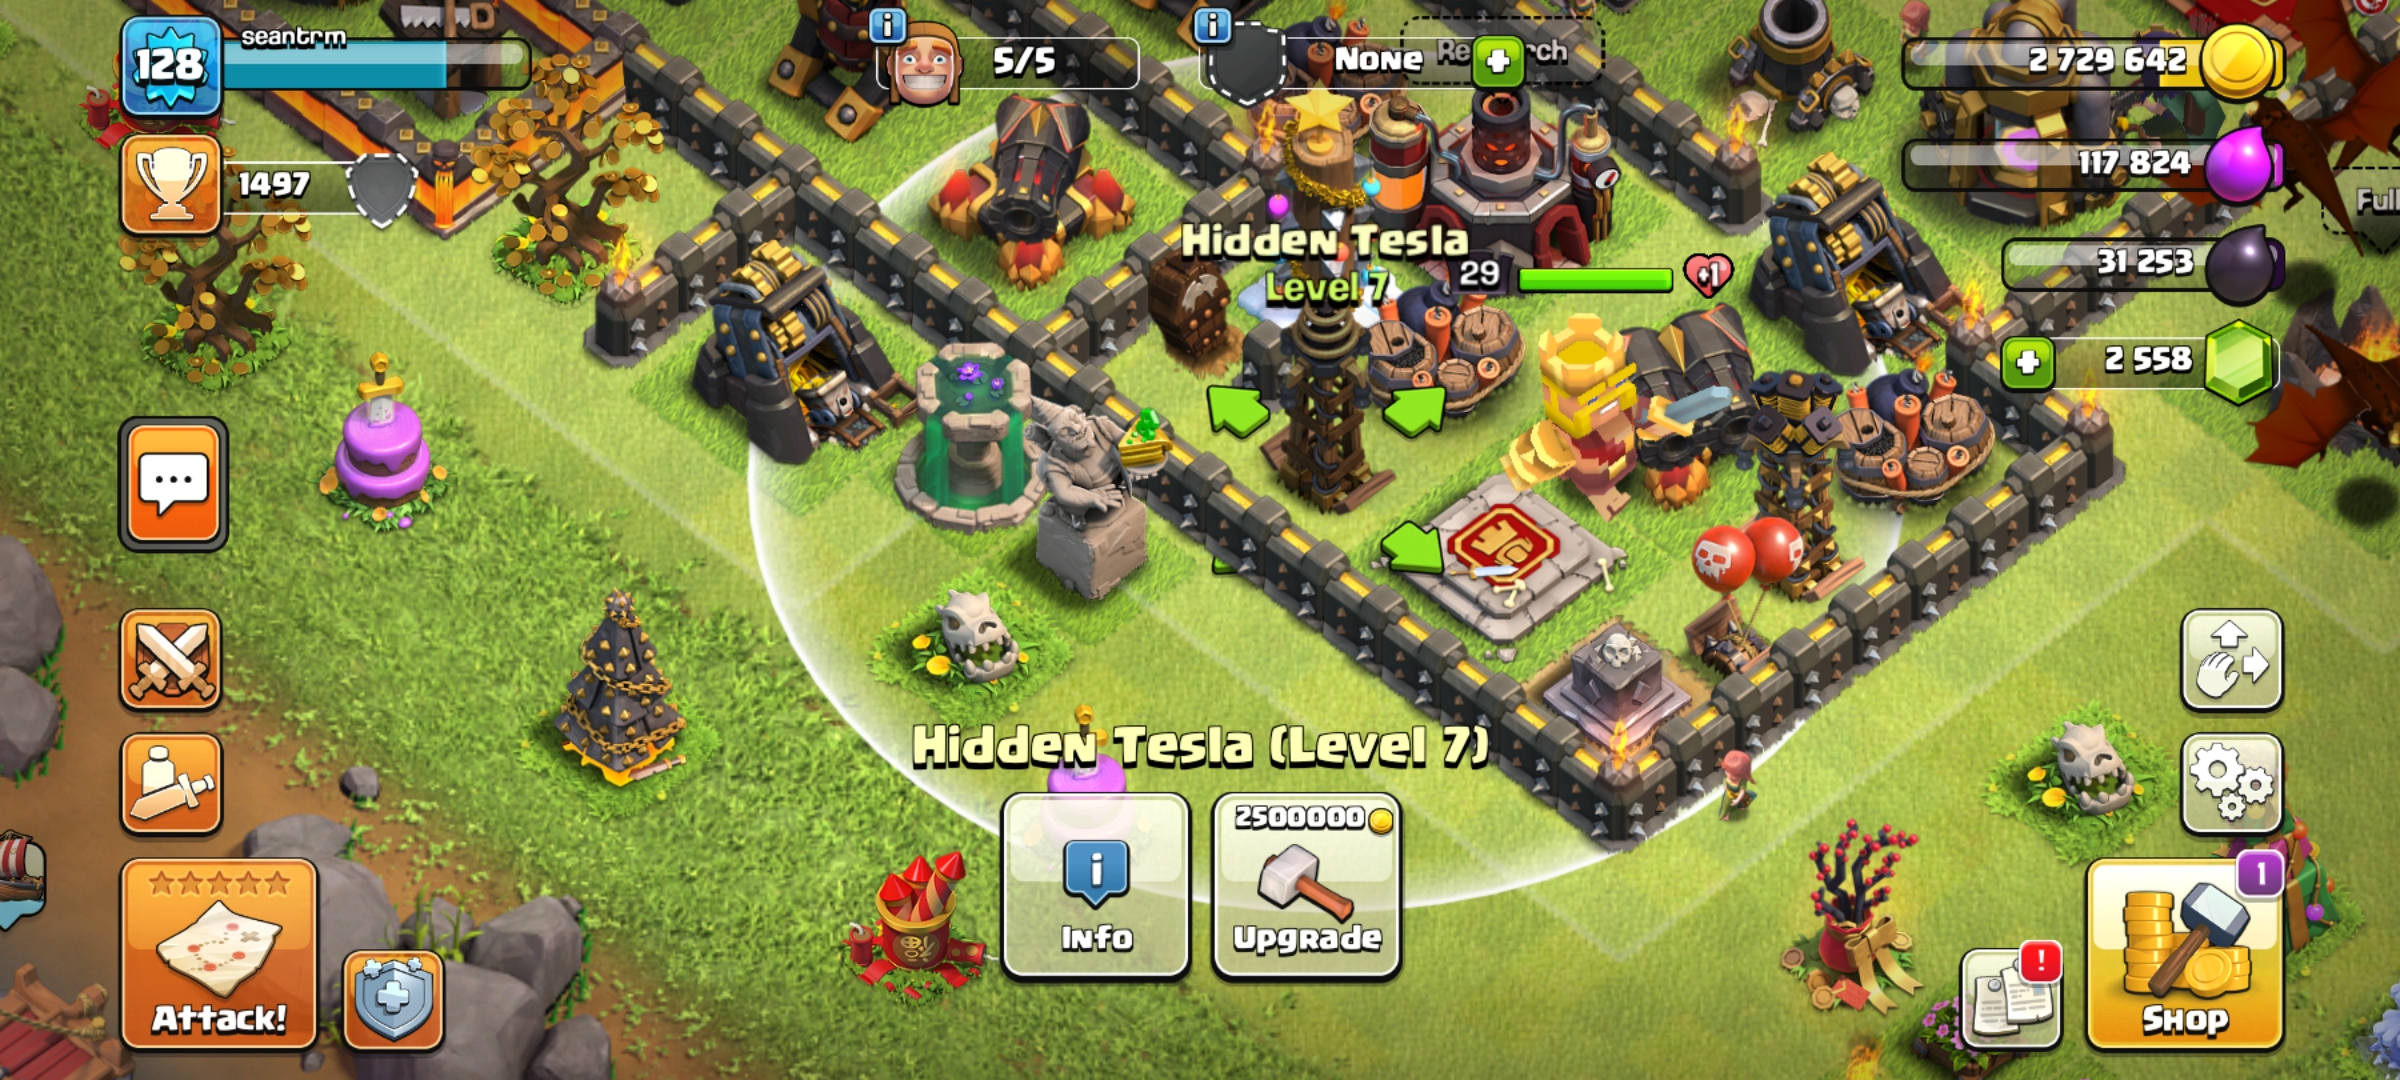 128
seantrm
5/5
None
2 729 642
1497
117 824
Full
Hidden Tesla
Level 7
29
+1
31 253
2 558
Hidden Tesla (Level 7)
2500000
Info
Upgrade
Attack!
1
!
Shop